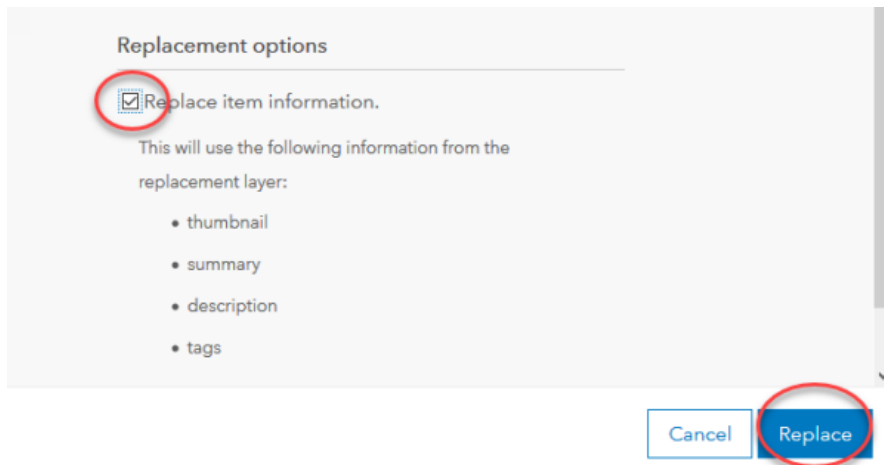 Replacement options
Replace item information.
This will use the following information from the
replacement layer:
• thumbnail
• summary
• description
• tags
Cancel
Replace